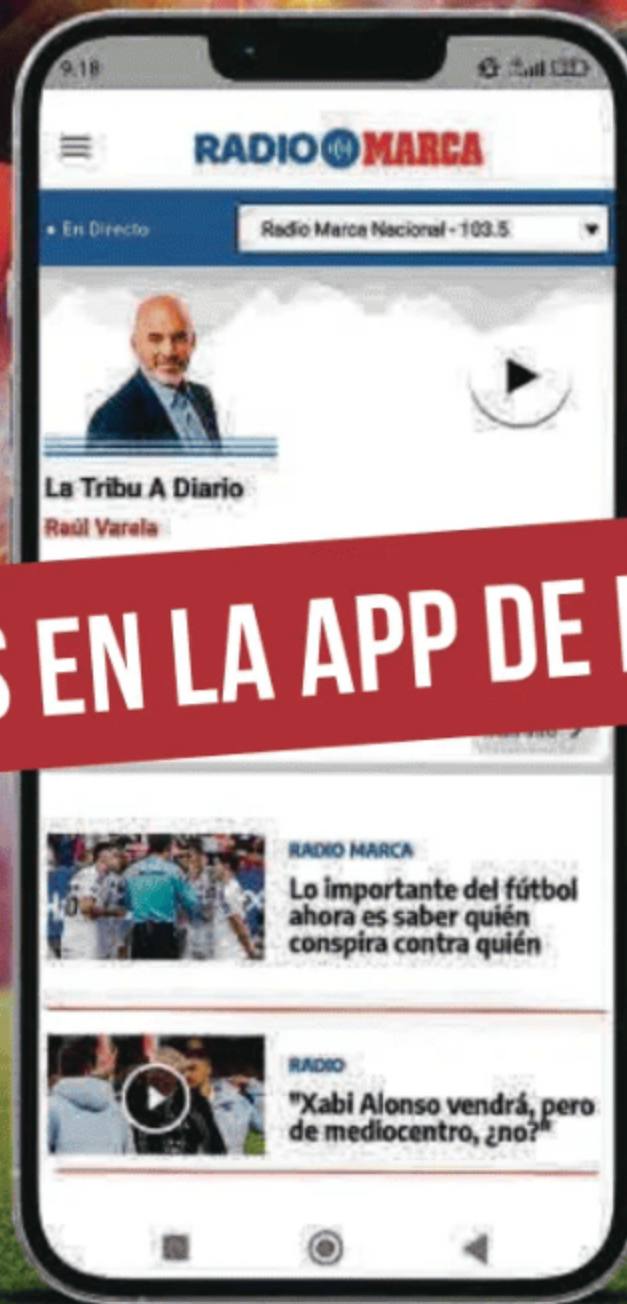 9.18
RADIO MARCA
• En Directo
Radio Marca Nacional - 103.5
La Tribu A Diario
Raúl Varela
EN LA APP DE
RADIO MARCA
Lo importante del fútbol
ahora es saber quién
conspira contra quién
RADIO
"Xabi Alonso vendrá, pero
de mediocentro, ¿no?"